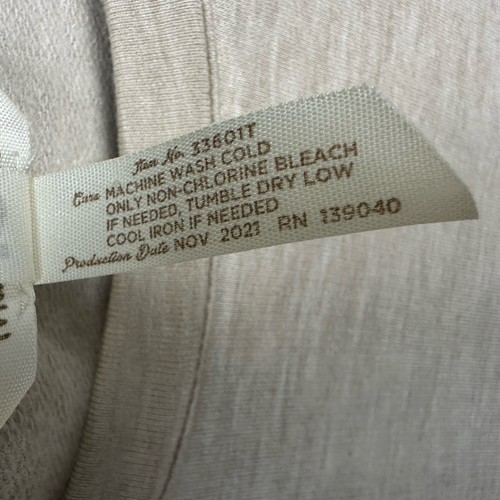 Item No. 33601T
Care MACHINE WASH COLD
ONLY NON-CHLORINE BLEACH
IF NEEDED, TUMBLE DRY LOW
COOL IRON IF NEEDED
Production Date NOV 2021 RN 139040